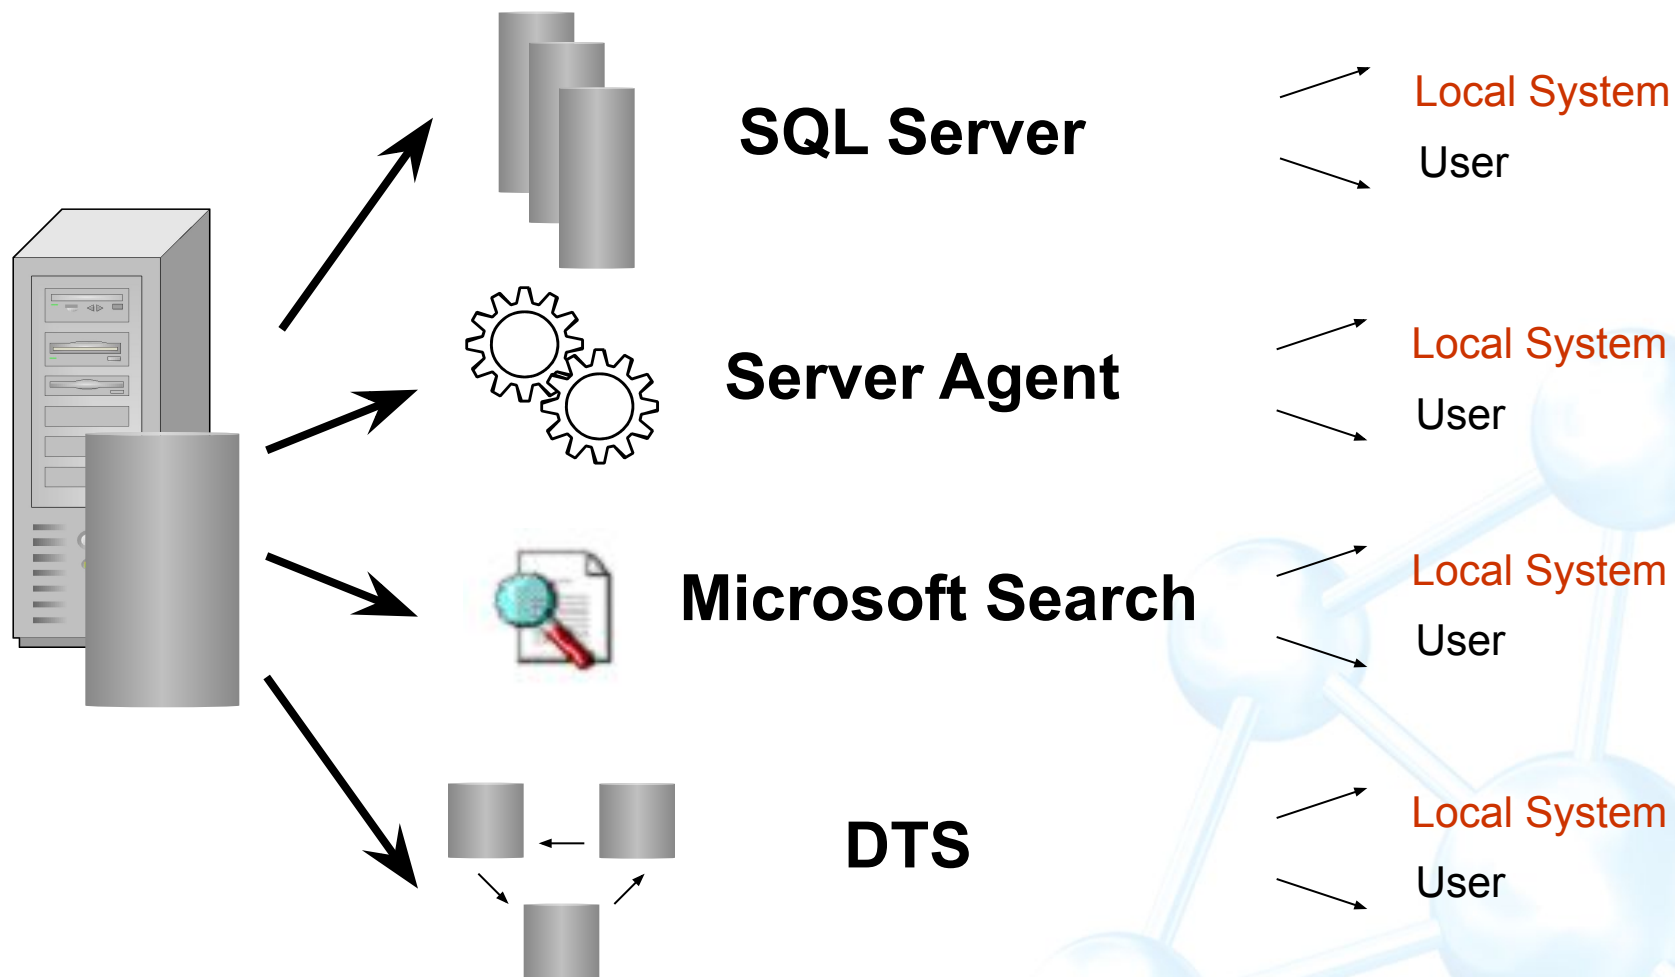 SQL Server
Local System
User
Server Agent
Local System
User
Microsoft Search
Local System
User
DTS
Local System
User